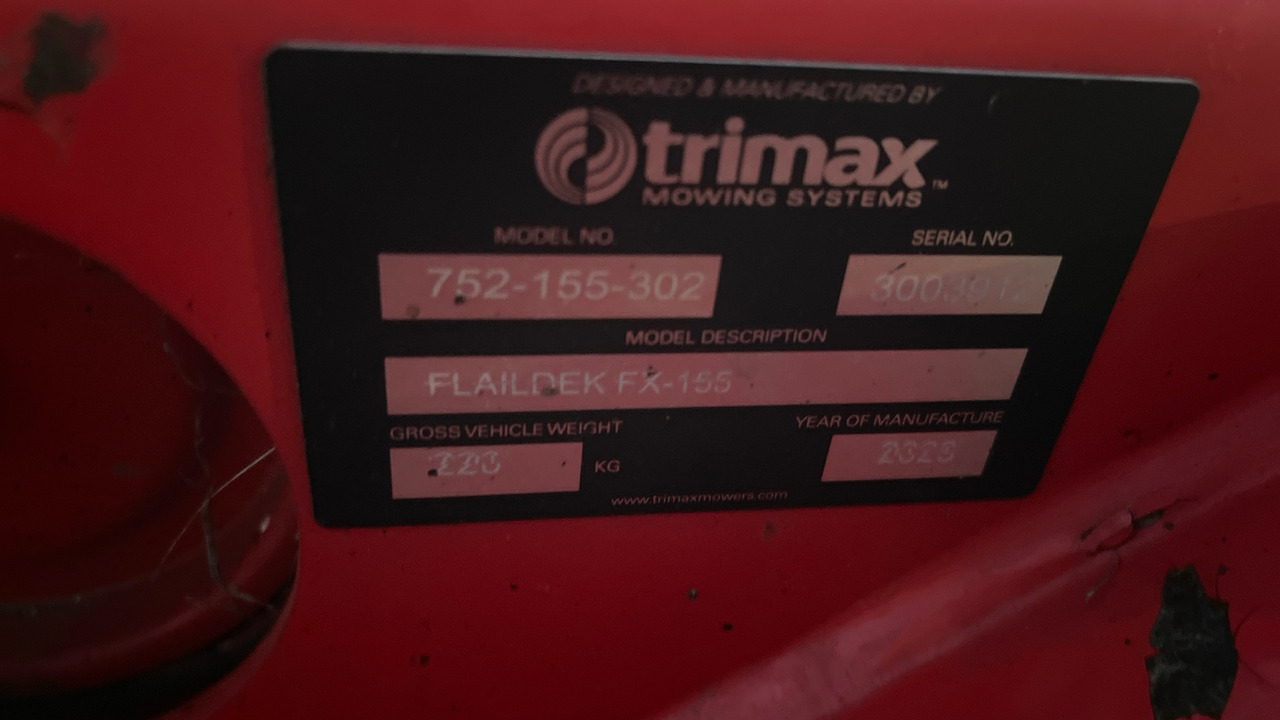 DESIGNED & MANUFACTURED BY
trimax ™
MOWING SYSTEMS
MODEL NO. SERIAL NO.
752-155-302
MODEL DESCRIPTION
FLAILDEK FX-155
GROSS VEHICLE WEIGHT YEAR OF MANUFACTURE
KG
www.trimaxmowers.com